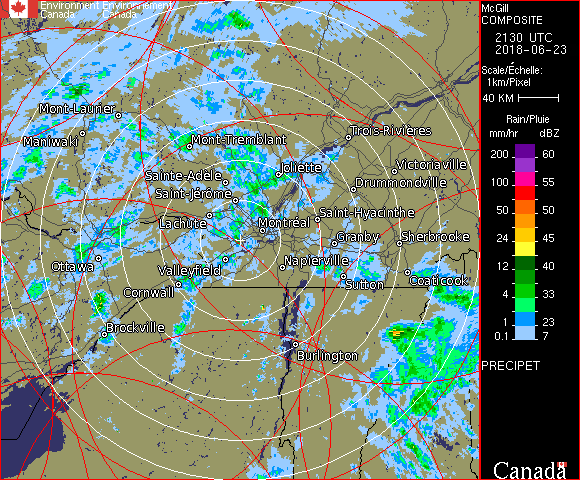 Environment Environnement
Canada Canada
McGill
COMPOSITE
2130 UTC
2018-06-23
Scale/Échelle:
1km/Pixel
40 KM
Rain/Pluie
mm/hr dBZ
200 60
100 55
50 50
24 45
12 40
4 33
1 23
0.1 7
PRECIPET
Canada
Mont-Laurier
Maniwaki
Mont-Tremblant
Trois-Rivières
Sainte-Adèle
Joliette
Victoriaville
Saint-Jérôme
Drummondville
Lachute
Saint-Hyacinthe
Montréal
Granby
Sherbrooke
Ottawa
Valleyfield
Napierville
Sutton
Coaticook
Cornwall
Brockville
Burlington